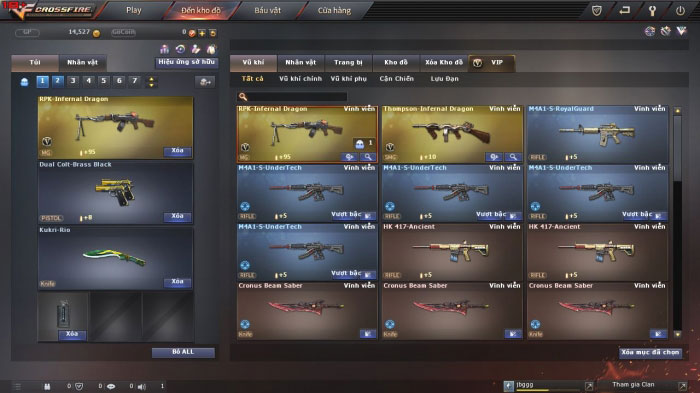 CROSSFIRE
Play
Đến kho đồ
Báu vật
Cửa hàng
GP 14,527
GoCoin 0
Túi
Nhân vật
Hiệu ứng sở hữu
1 2 3 4 5 6 7
RPK-Infernal Dragon
MG +95 Xóa
Dual Colt-Brass Black
PISTOL +8 Xóa
Kukri-Rio
Knife Xóa
Xóa
Bỏ ALL
Vũ khí
Nhân vật
Trang bị
Kho đồ
Xóa Kho đồ
VIP
Tất cả
Vũ khí chính
Vũ khí phụ
Cận Chiến
Lựu Đạn
RPK-Infernal Dragon Vĩnh viễn
1
MG +95
Thompson-Infernal Dragon Vĩnh viễn
SMG +10
M4A1-S-RoyalGuard Vĩnh viễn
RIFLE +5
M4A1-S-UnderTech Vĩnh viễn
RIFLE +5 Vượt bậc
M4A1-S-UnderTech Vĩnh viễn
RIFLE +5 Vượt bậc
M4A1-S-UnderTech Vĩnh viễn
RIFLE +5 Vượt bậc
M4A1-S-UnderTech Vĩnh viễn
RIFLE +5 Vượt bậc
HK 417-Ancient Vĩnh viễn
RIFLE +5
HK 417-Ancient Vĩnh viễn
RIFLE +5
Cronus Beam Saber Vĩnh viễn
Knife
Cronus Beam Saber Vĩnh viễn
Knife
Cronus Beam Saber Vĩnh viễn
Knife
Xóa mục đã chọn
0 0 0 1
jbggg
Tham gia Clan